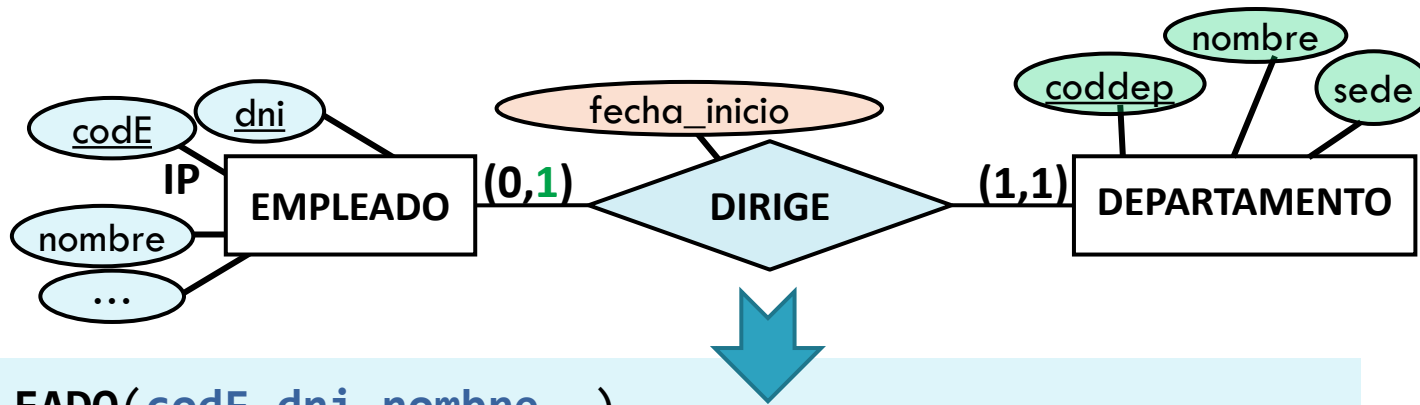 nombre
coddep
sede
dni
fecha_inicio
codE
IP
(0,1)
(1,1)
EMPLEADO
DIRIGE
DEPARTAMENTO
nombre
...